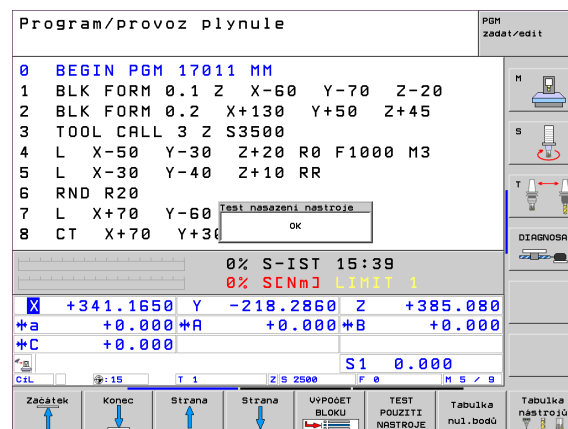 Program/provoz plynule
PGM
zadat/edit
0 BEGIN PGM 17011 MM
1 BLK FORM 0.1 Z X-60 Y-70 Z-20
2 BLK FORM 0.2 X+130 Y+50 Z+45
3 TOOL CALL 3 Z S3500
4 L X-50 Y-30 Z+20 R0 F1000 M3
5 L X-30 Y-40 Z+10 RR
6 RND R20
7 L X+70 Y-60
8 CT X+70 Y+30
Test nasazeni nastroje
OK
M
S
T
DIAGNOSA
0% S-IST 15:39
0% S[Nm] LIMIT 1
X +341.1650 Y -218.2860 Z +385.080
a +0.000 A +0.000 B +0.000
C +0.000
S1 0.000
CíL :15 T 1 Z S 2500 F 0 M 5 / 9
Začátek
Konec
Strana
Strana
VýPOčET
BLOKU
TEST
POUZITI
NASTROJE
Tabulka
nul.bodů
Tabulka
nástrojů